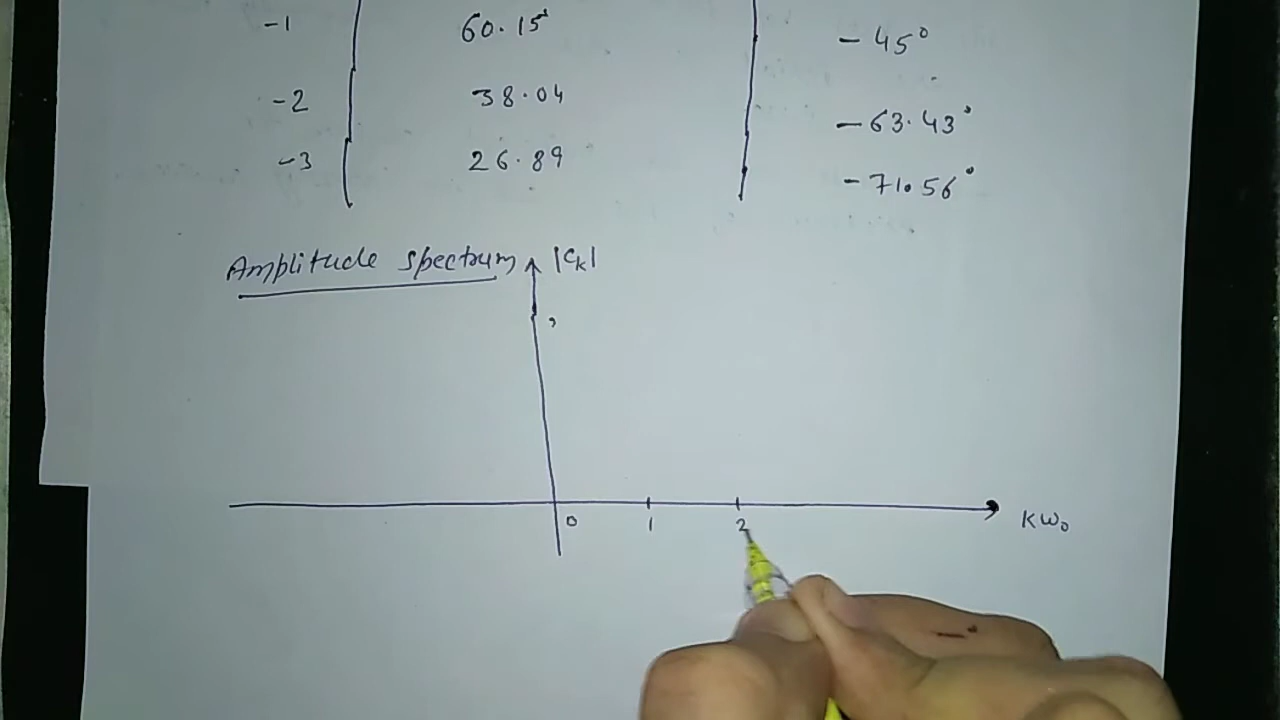 -1 60.15° -45°
-2 38.04 -63.43°
-3 26.89 -71.56°
Amplitude spectrum |Ck|
0 1 2 Kω₀